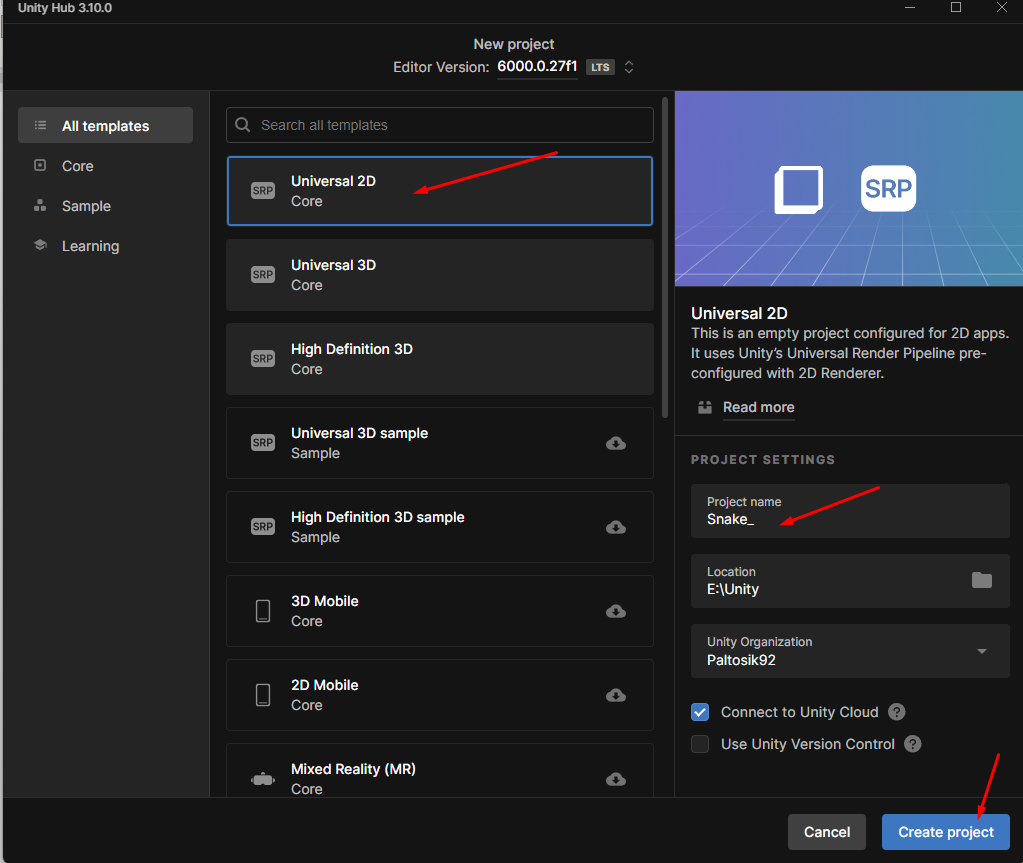 Unity Hub 3.10.0
New project
Editor Version: 6000.0.27f1 LTS
All templates
Core
Sample
Learning
Search all templates
SRP
Universal 2D
Core
SRP
Universal 3D
Core
SRP
High Definition 3D
Core
SRP
Universal 3D sample
Sample
SRP
High Definition 3D sample
Sample
3D Mobile
Core
2D Mobile
Core
Mixed Reality (MR)
Core
SRP
Universal 2D
This is an empty project configured for 2D apps.
It uses Unity’s Universal Render Pipeline pre-
configured with 2D Renderer.
Read more
PROJECT SETTINGS
Project name
Snake_
Location
E:\Unity
Unity Organization
Paltosik92
Connect to Unity Cloud ?
Use Unity Version Control ?
Cancel
Create project